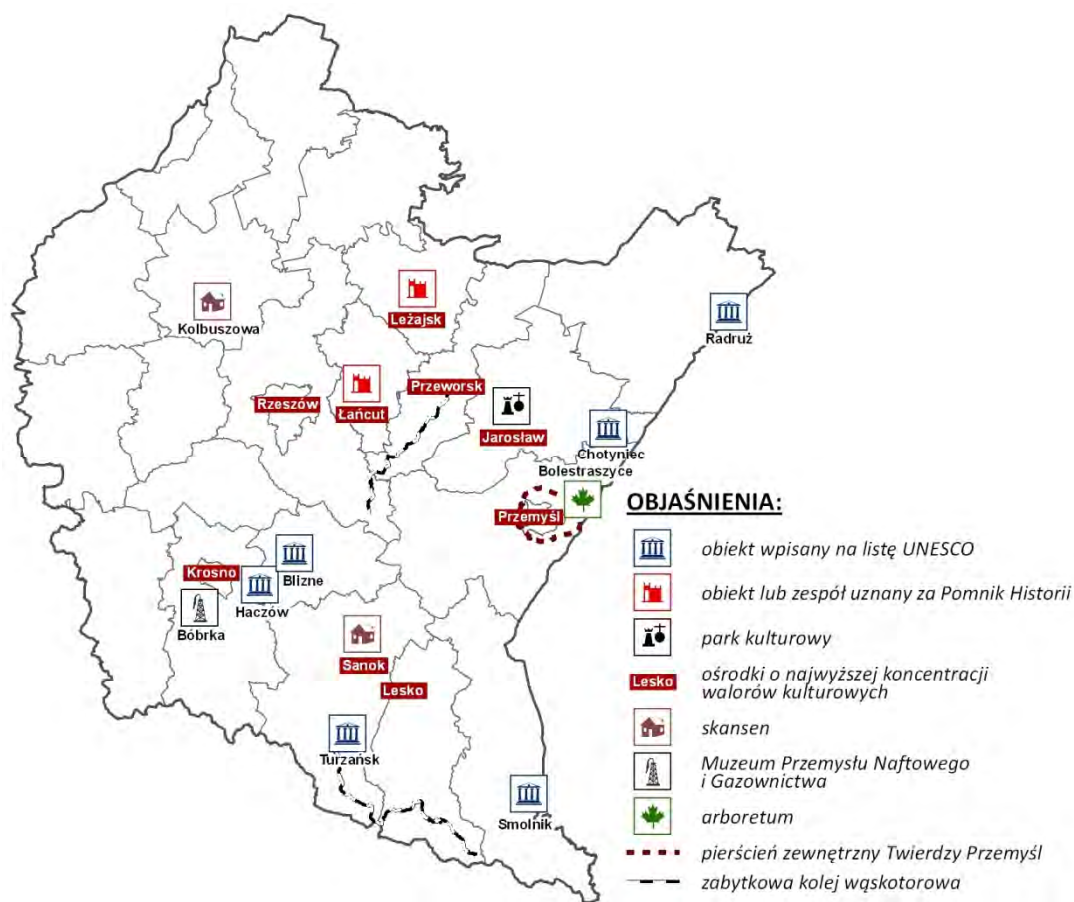 Leżajsk
Kolbuszowa
Radruż
Przeworsk
Rzeszów
Łańcut
Jarosław
Chotyniec
Bolestraszyce
Przemyśl
Krosno
Blizne
Haczów
Bóbrka
Sanok
Lesko
Turzańsk
Smolnik
OBJAŚNIENIA:
obiekt wpisany na listę UNESCO
obiekt lub zespół uznany za Pomnik Historii
park kulturowy
Lesko
ośrodki o najwyższej koncentracji
walorów kulturowych
skansen
Muzeum Przemysłu Naftowego
i Gazownictwa
arboretum
pierścień zewnętrzny Twierdzy Przemyśl
zabytkowa kolej wąskotorowa